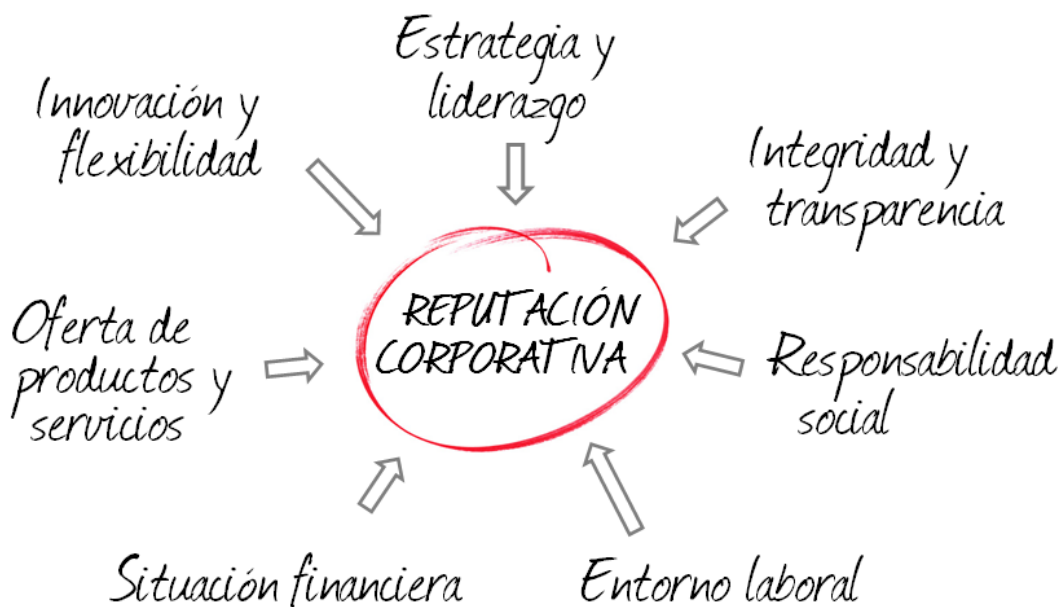 Estrategia y
liderazgo
Innovación y
flexibilidad
Integridad y
transparencia
REPUTACIÓN
CORPORATIVA
Oferta de
productos y
servicios
Responsabilidad
social
Situación financiera
Entorno laboral